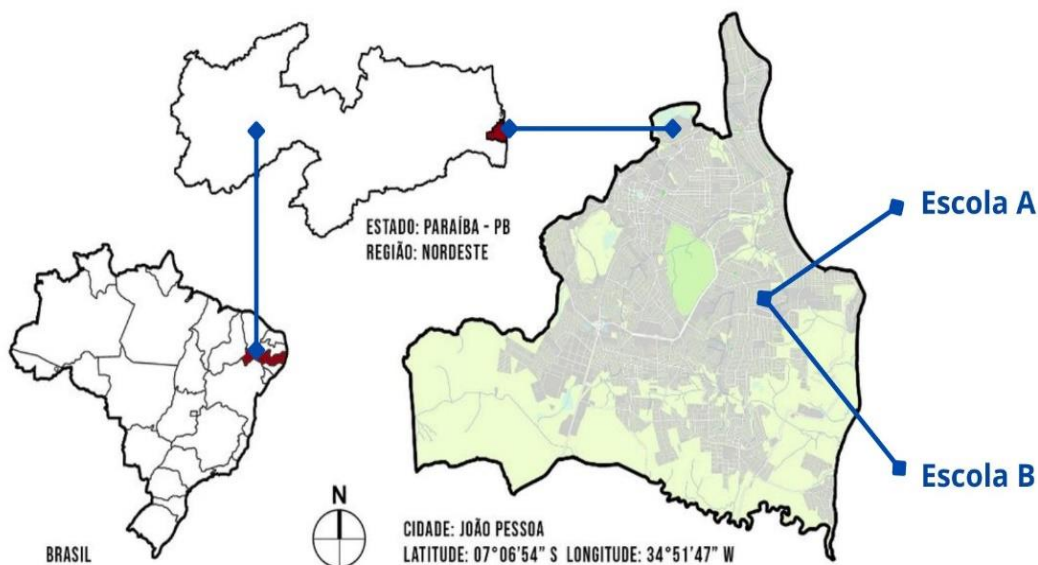 ESTADO: PARAÍBA - PB
REGIÃO: NORDESTE
Escola A
Escola B
N
BRASIL
CIDADE: JOÃO PESSOA
LATITUDE: 07°06'54" S LONGITUDE: 34°51'47" W